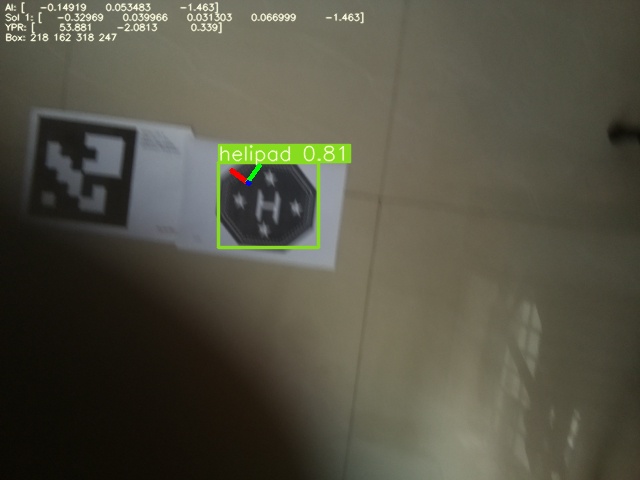 AI: [ -0.14919 0.053483 -1.463]
Sol 1: [ -0.32969 0.039966 0.031303 0.066999 -1.463]
YPR: [ 53.881 -2.0813 0.339]
Box: 218 162 318 247
helipad 0.81
H